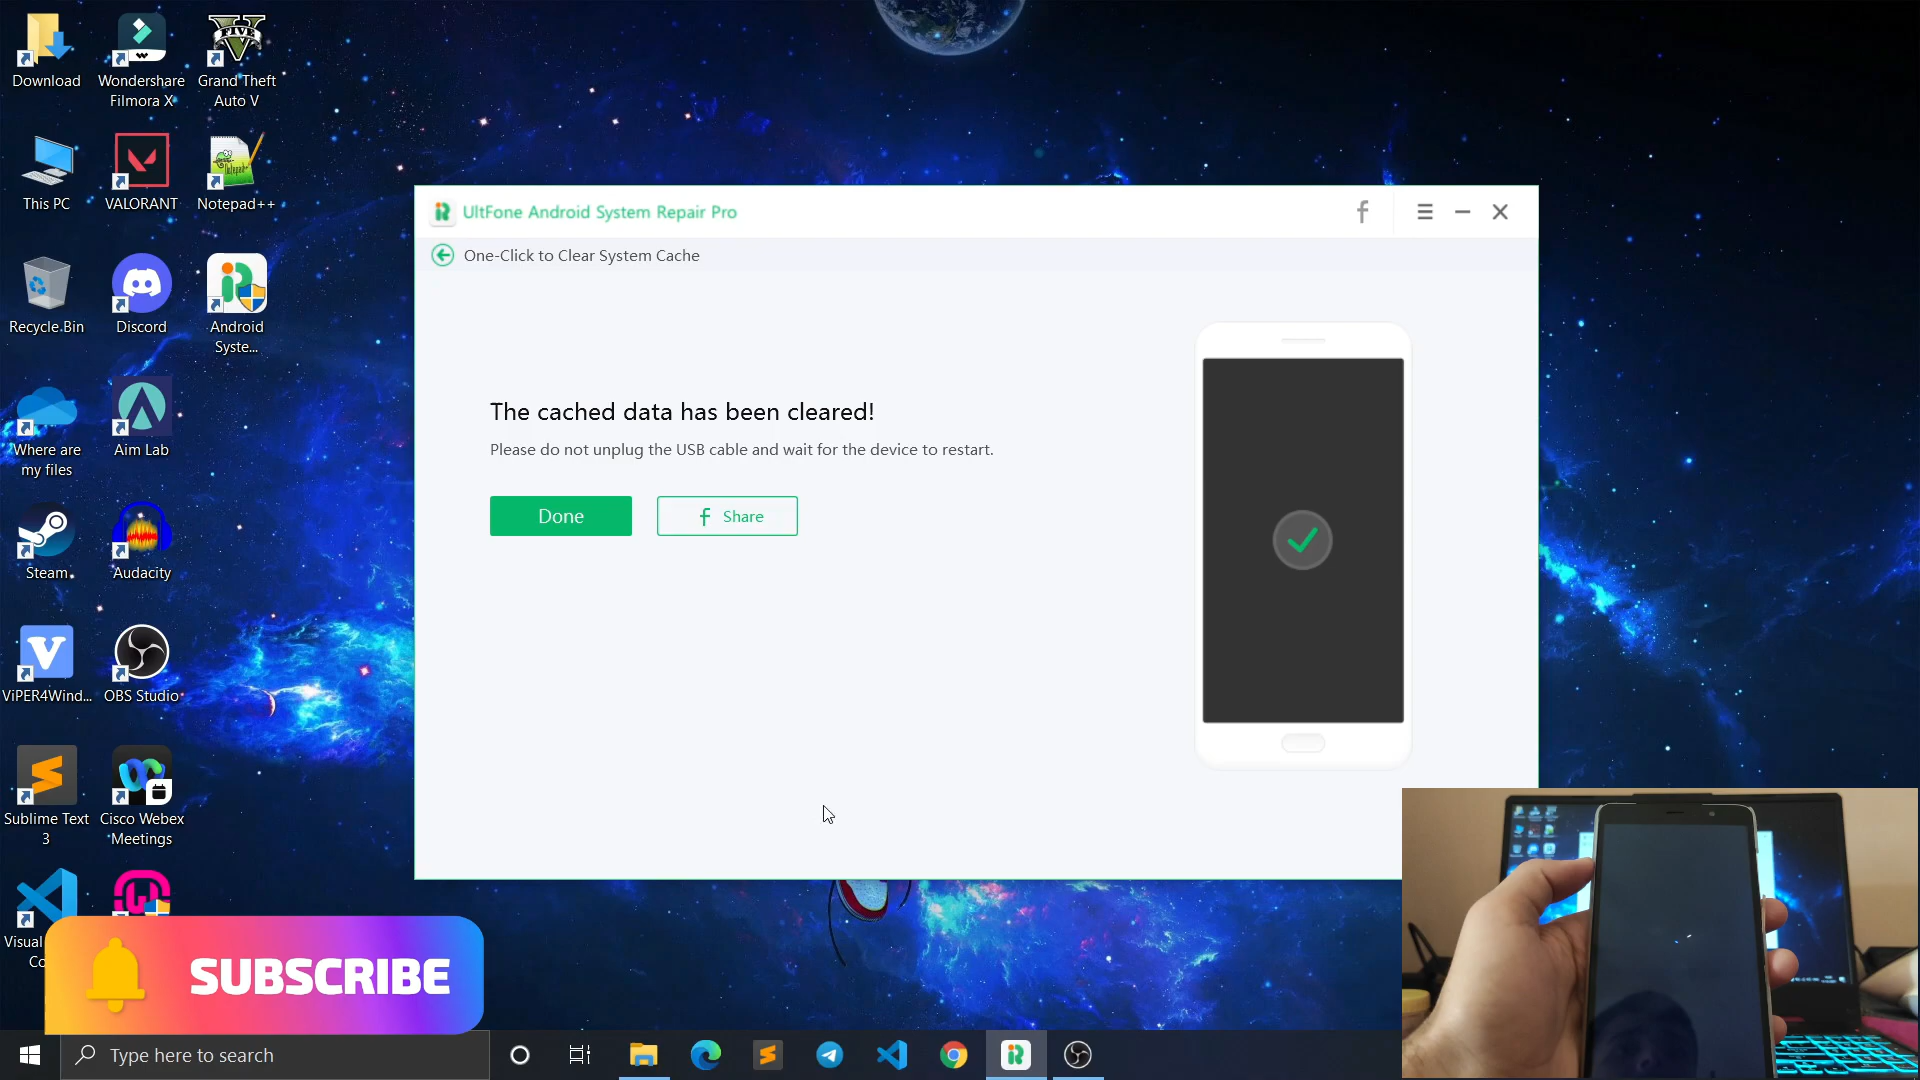 Download
Wondershare
Filmora X
FIVE
Grand Theft
Auto V
This PC
VALORANT
Notepad++
Recycle Bin
Discord
Android
Syste...
Where are
my files
Aim Lab
Steam
Audacity
ViPER4Wind...
OBS Studio
Sublime Text
3
Cisco Webex
Meetings
Visual
Co
UltFone Android System Repair Pro
One-Click to Clear System Cache
The cached data has been cleared!
Please do not unplug the USB cable and wait for the device to restart.
Done
Share
SUBSCRIBE
Type here to search